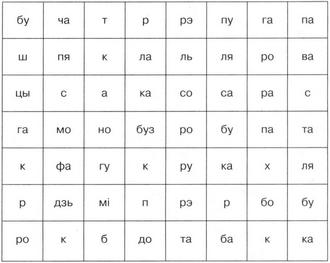 бу ча т р рэ пу га па
ш пя к ла ль ля ро ва
цы с а ка со са ра с
га мо но буз ро бу па та
к фа гу к ру ка х ля
р дзь мі п рэ р бо бу
ро к б до та ба к ка